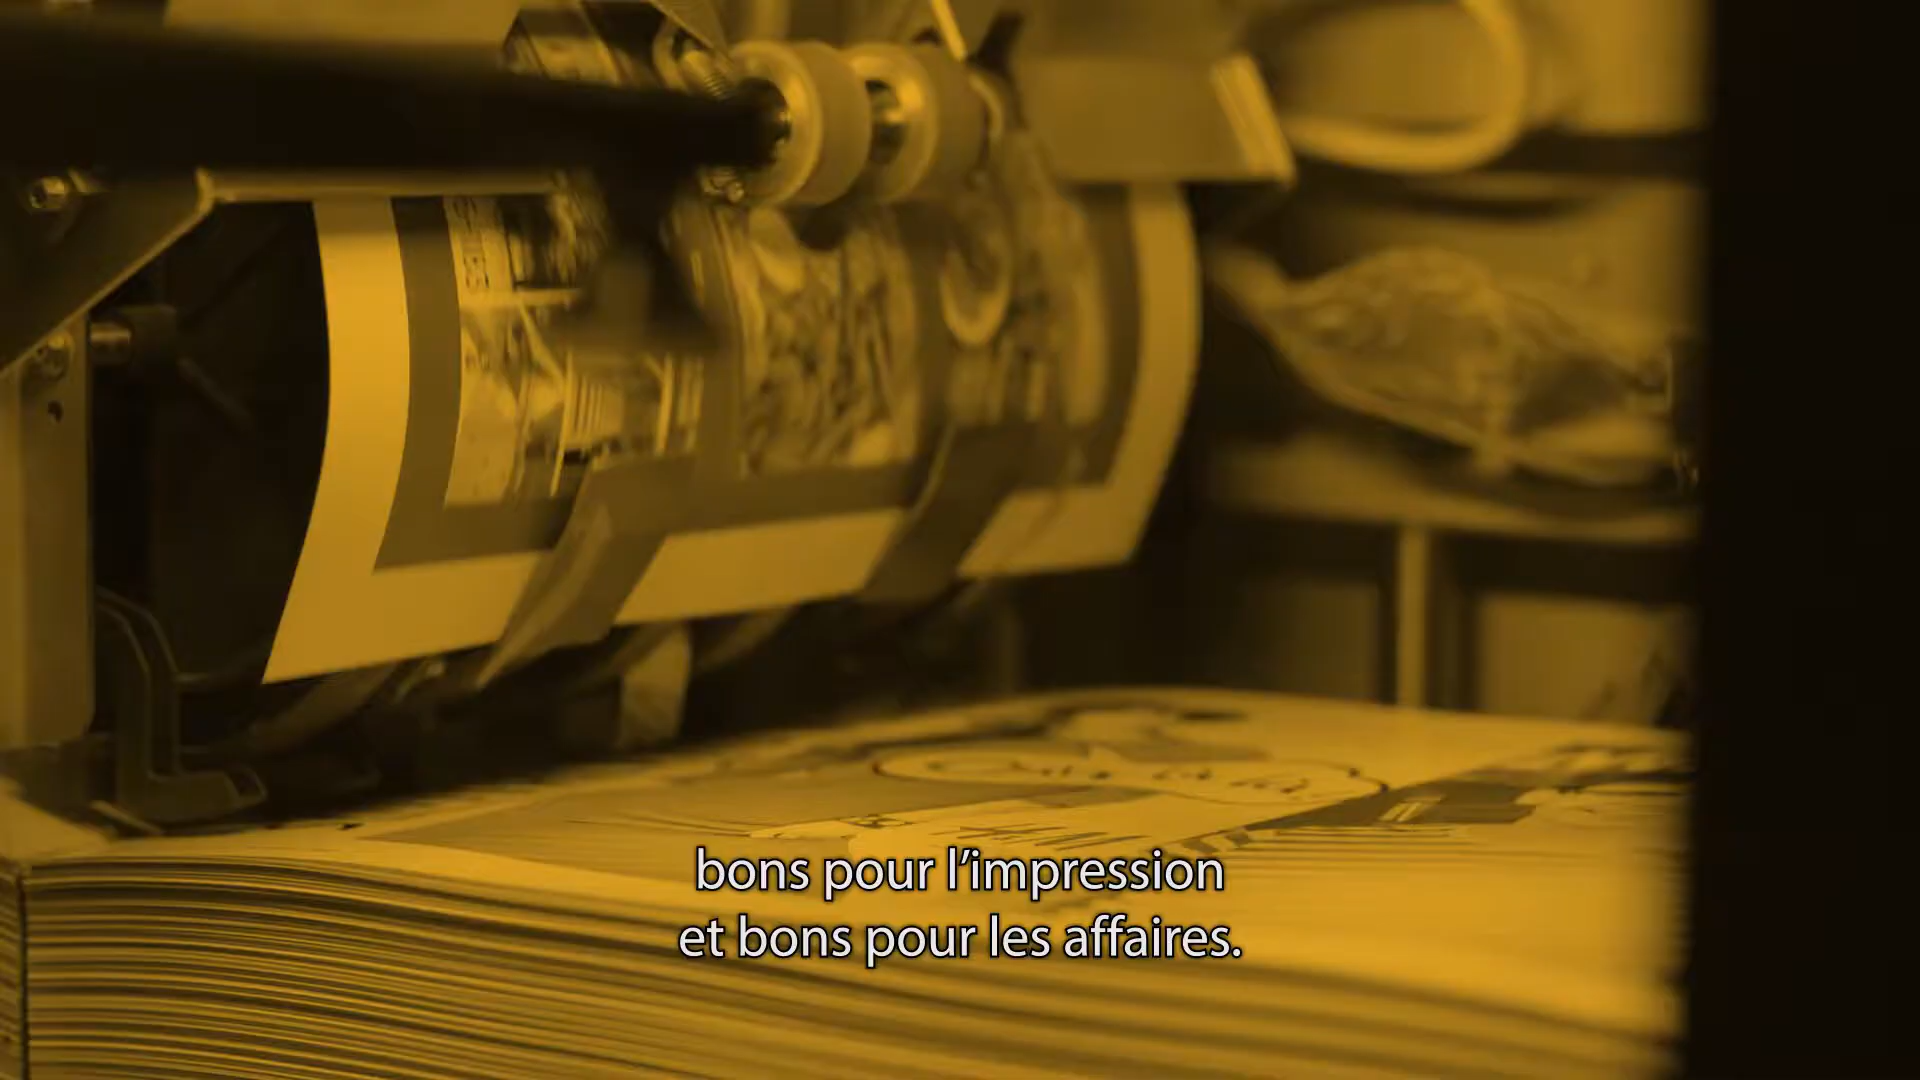 bons pour l’impression
et bons pour les affaires.